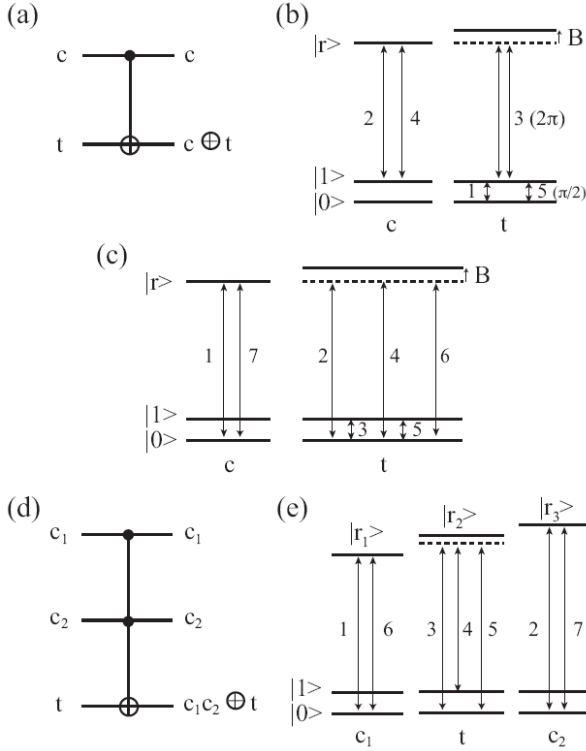 (a)
c c
t c ⊕ t
(b)
|r>
B
2 4 3 (2π)
|1>
|0>
1 5 (π/2)
c t
(c)
|r>
B
1 7 2 4 6
|1>
|0>
3 5
c t
(d)
c₁ c₁
c₂ c₂
t c₁c₂ ⊕ t
(e)
|r₁> |r₂> |r₃>
1 6 3 4 5 2 7
|1>
|0>
c₁ t c₂